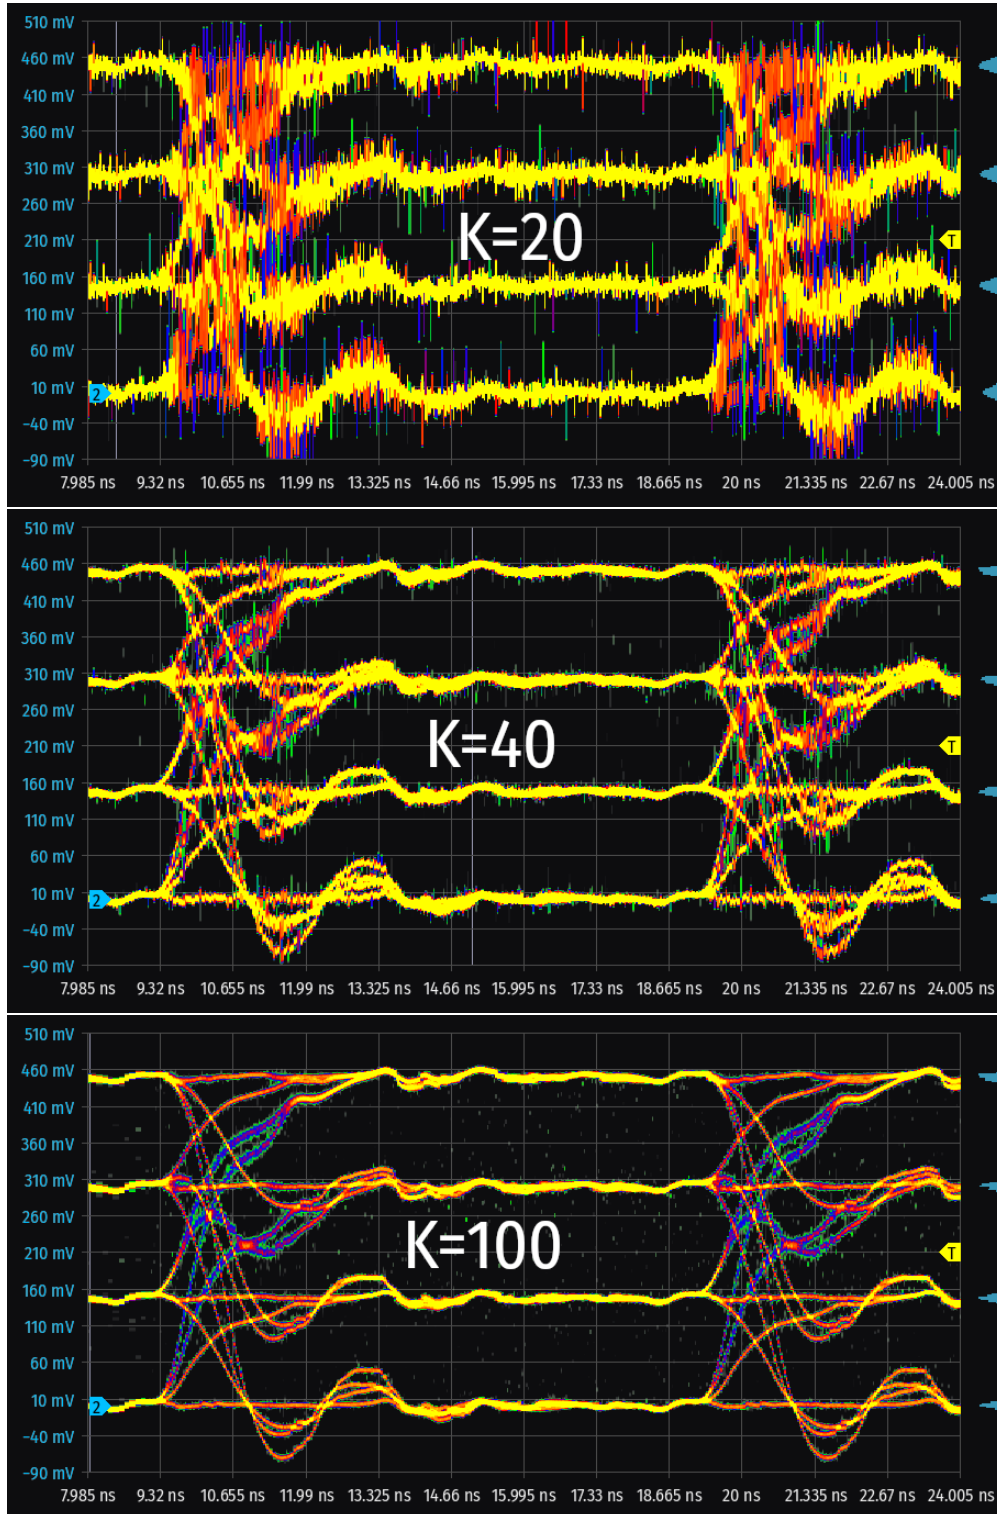 510 mV
460 mV
410 mV
360 mV
310 mV
260 mV
T
210 mV
K=20
160 mV
110 mV
60 mV
10 mV
2
−40 mV
−90 mV
7.985 ns 9.32 ns 10.655 ns 11.99 ns 13.325 ns 14.66 ns 15.995 ns 17.33 ns 18.665 ns 20 ns 21.335 ns 22.67 ns 24.005 ns
510 mV
460 mV
410 mV
360 mV
310 mV
260 mV
T
210 mV
K=40
160 mV
110 mV
60 mV
10 mV
2
−40 mV
−90 mV
7.985 ns 9.32 ns 10.655 ns 11.99 ns 13.325 ns 14.66 ns 15.995 ns 17.33 ns 18.665 ns 20 ns 21.335 ns 22.67 ns 24.005 ns
510 mV
460 mV
410 mV
360 mV
310 mV
260 mV
T
210 mV
K=100
160 mV
110 mV
60 mV
10 mV
2
−40 mV
−90 mV
7.985 ns 9.32 ns 10.655 ns 11.99 ns 13.325 ns 14.66 ns 15.995 ns 17.33 ns 18.665 ns 20 ns 21.335 ns 22.67 ns 24.005 ns